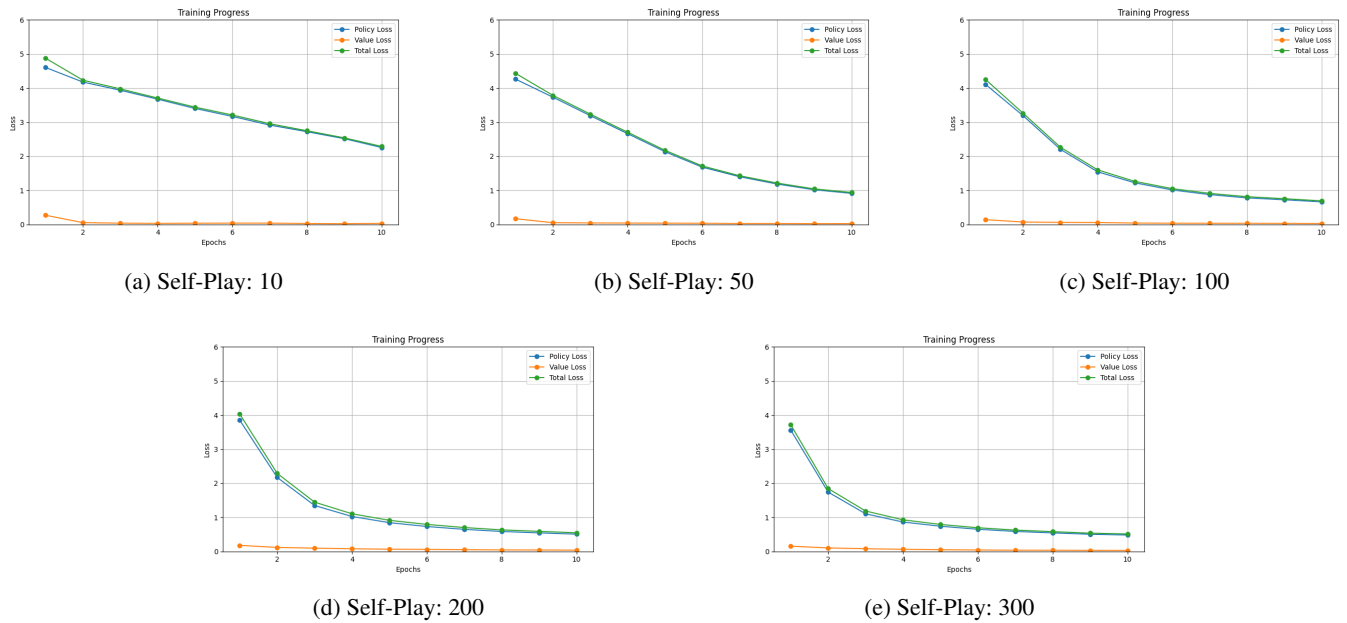 Training Progress
6
5
4
3
2
1
0
Loss
2
4
6
8
10
Epochs
Policy Loss
Value Loss
Total Loss
(a) Self-Play: 10
Training Progress
6
5
4
3
2
1
0
Loss
2
4
6
8
10
Epochs
Policy Loss
Value Loss
Total Loss
(b) Self-Play: 50
Training Progress
6
5
4
3
2
1
0
Loss
2
4
6
8
10
Epochs
Policy Loss
Value Loss
Total Loss
(c) Self-Play: 100
Training Progress
6
5
4
3
2
1
0
Loss
2
4
6
8
10
Epochs
Policy Loss
Value Loss
Total Loss
(d) Self-Play: 200
Training Progress
6
5
4
3
2
1
0
Loss
2
4
6
8
10
Epochs
Policy Loss
Value Loss
Total Loss
(e) Self-Play: 300